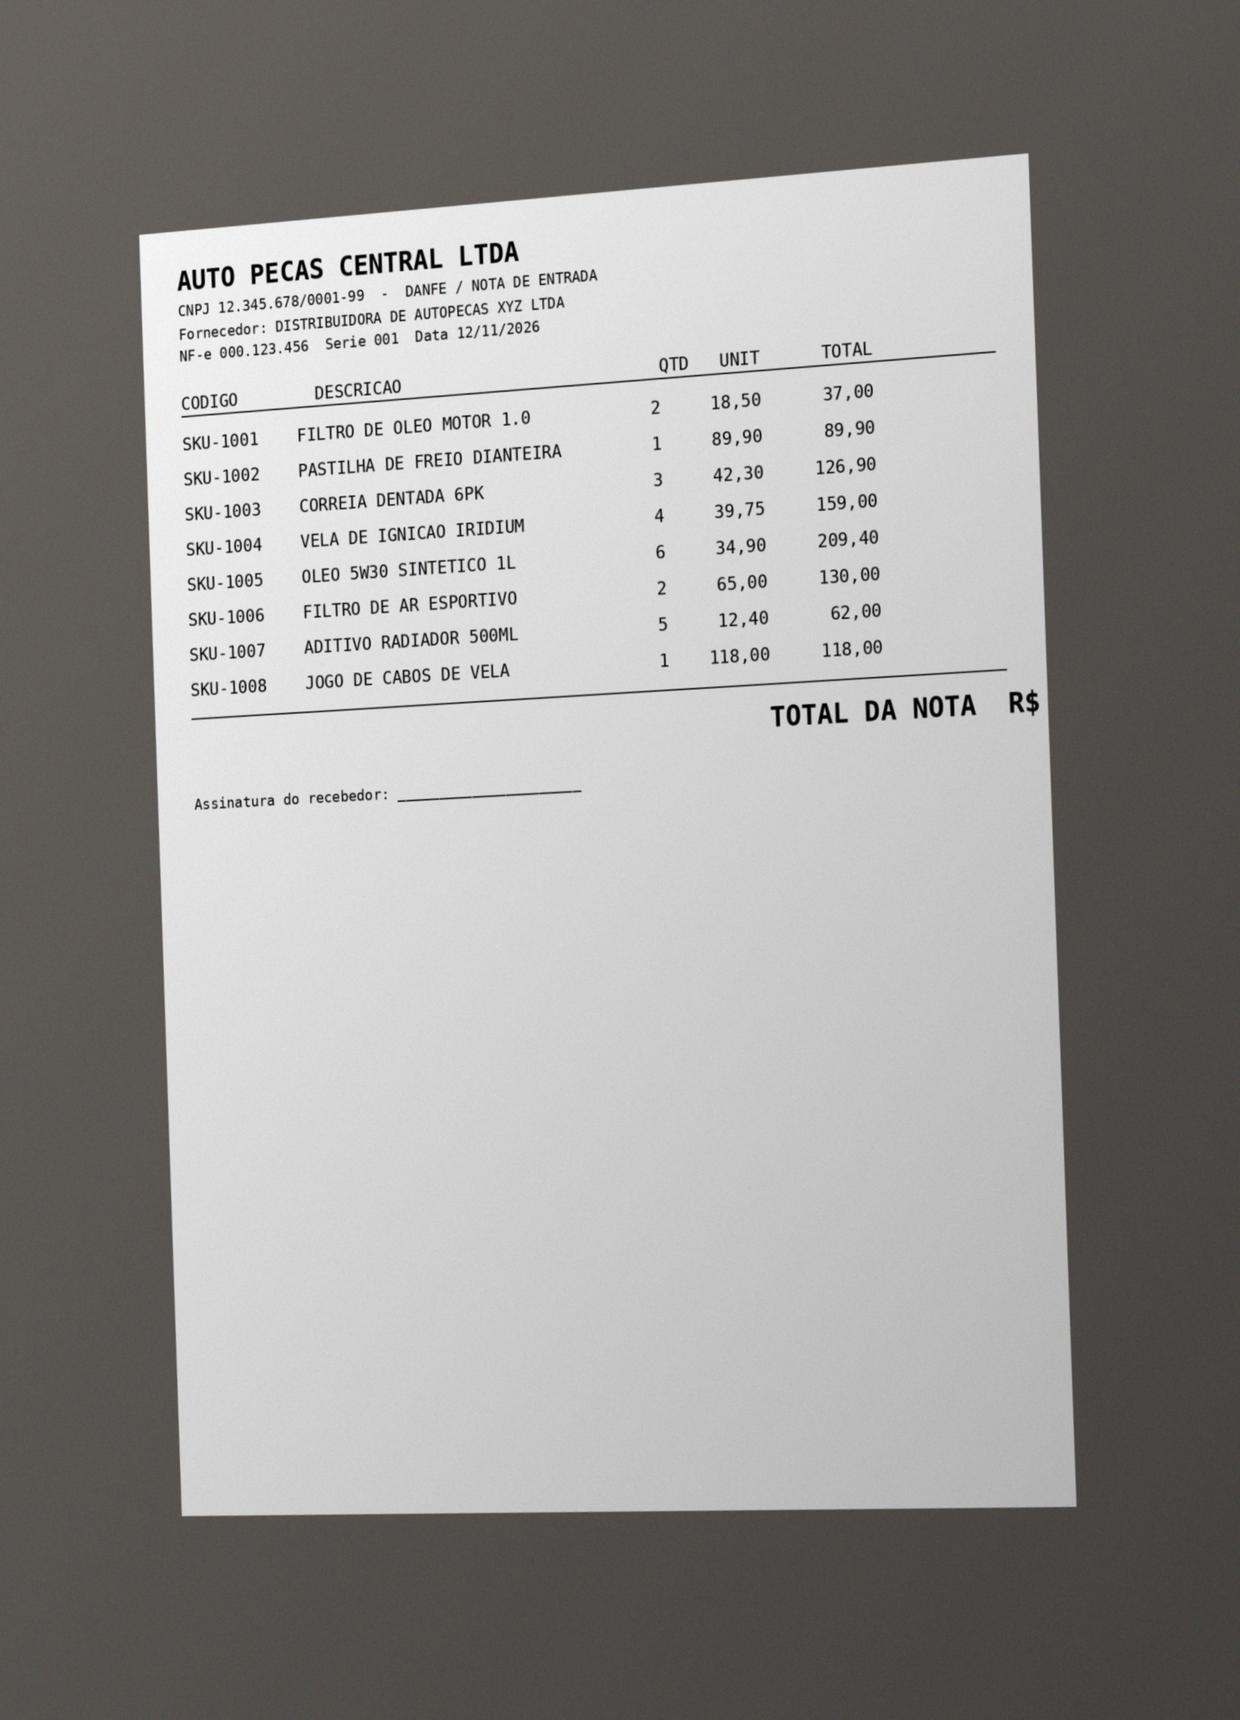 AUTO PECAS CENTRAL LTDA
CNPJ 12.345.678/0001-99 - DANFE / NOTA DE ENTRADA
Fornecedor: DISTRIBUIDORA DE AUTOPECAS XYZ LTDA
NF-e 000.123.456 Serie 001 Data 12/11/2026
CODIGO DESCRICAO QTD UNIT TOTAL
SKU-1001 FILTRO DE OLEO MOTOR 1.0 2 18,50 37,00
SKU-1002 PASTILHA DE FREIO DIANTEIRA 1 89,90 89,90
SKU-1003 CORREIA DENTADA 6PK 3 42,30 126,90
SKU-1004 VELA DE IGNICAO IRIDIUM 4 39,75 159,00
SKU-1005 OLEO 5W30 SINTETICO 1L 6 34,90 209,40
SKU-1006 FILTRO DE AR ESPORTIVO 2 65,00 130,00
SKU-1007 ADITIVO RADIADOR 500ML 5 12,40 62,00
SKU-1008 JOGO DE CABOS DE VELA 1 118,00 118,00
TOTAL DA NOTA R$
Assinatura do recebedor: ______________________